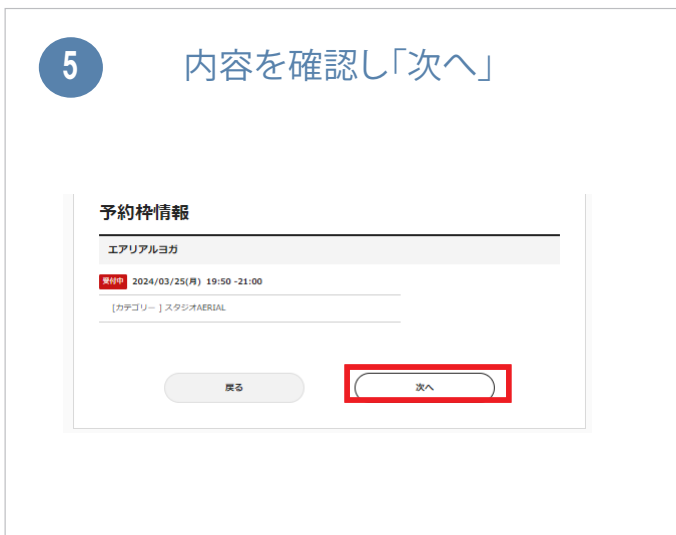 5
内容を確認し「次へ」
予約枠情報
エアリアルヨガ
受付中 2024/03/25(月) 19:50 -21:00
[カテゴリー ] スタジオAERIAL
戻る
次へ